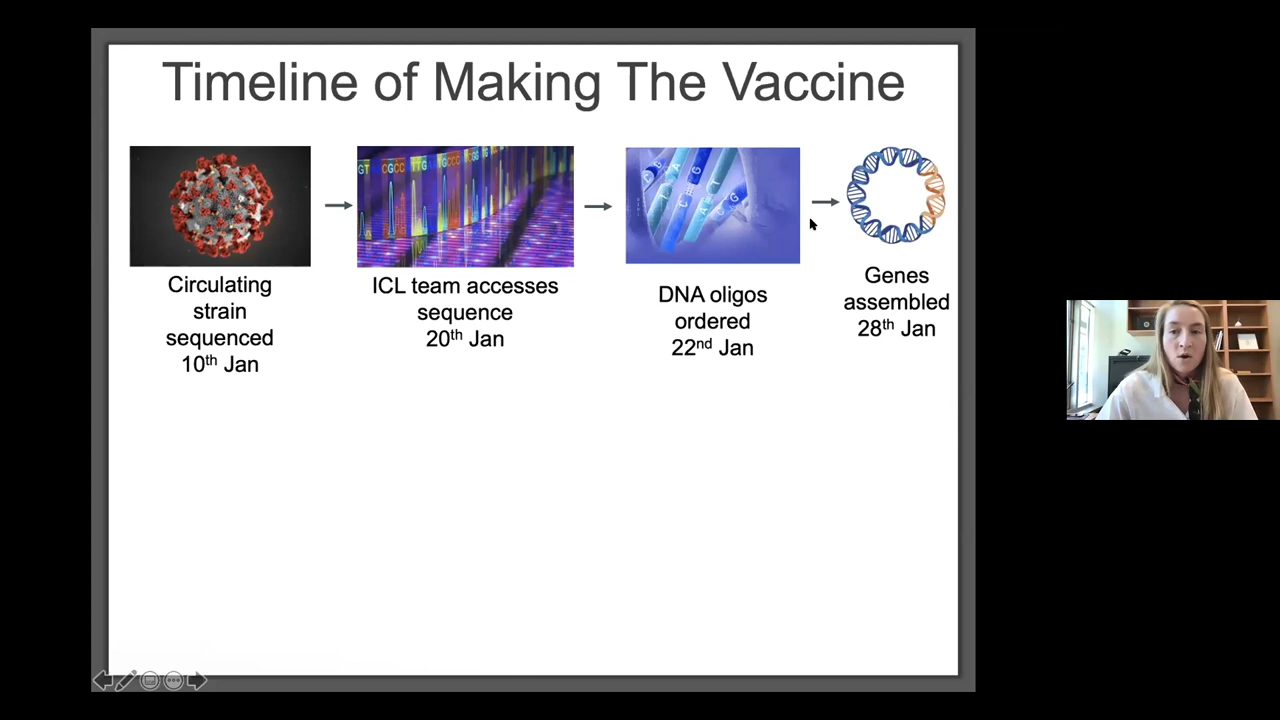 Timeline of Making The Vaccine
Circulating
strain
sequenced
10th Jan
ICL team accesses
sequence
20th Jan
DNA oligos
ordered
22nd Jan
Genes
assembled
28th Jan